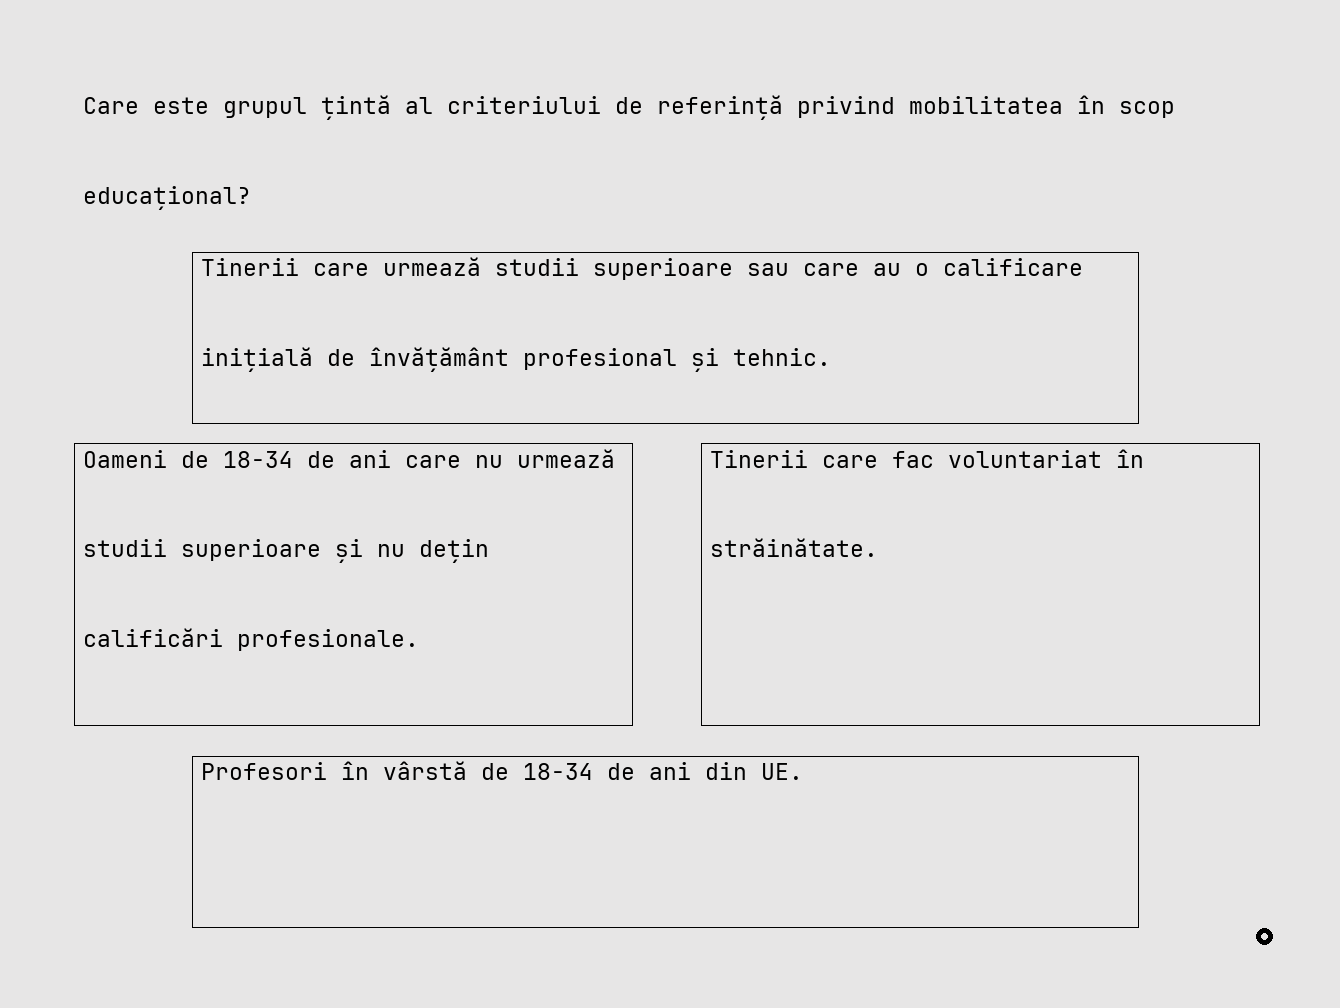 Care este grupul țintă al criteriului de referință privind mobilitatea în scop
educațional?
Tinerii care urmează studii superioare sau care au o calificare
inițială de învățământ profesional și tehnic.
Oameni de 18-34 de ani care nu urmează
studii superioare și nu dețin
calificări profesionale.
Tinerii care fac voluntariat în
străinătate.
Profesori în vârstă de 18-34 de ani din UE.